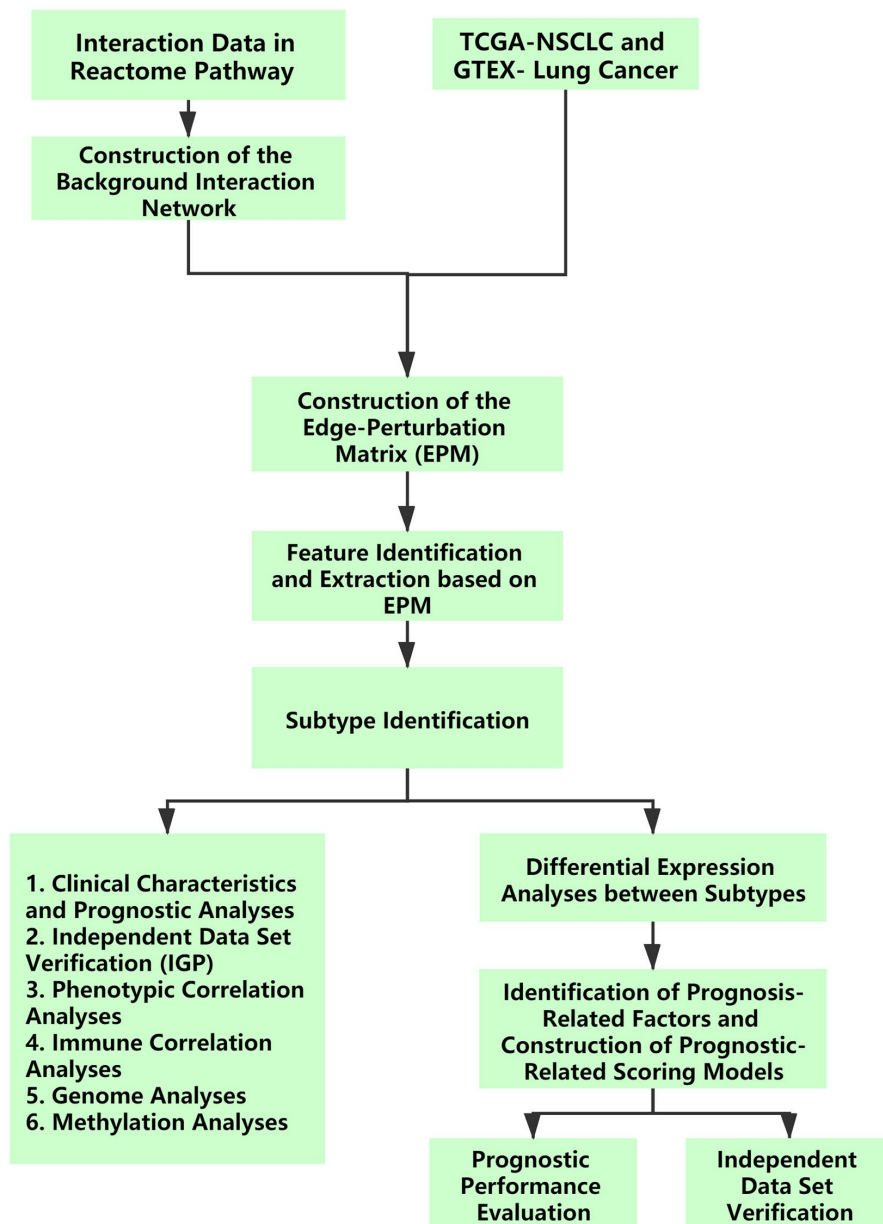 Interaction Data in
Reactome Pathway
TCGA-NSCLC and
GTEX- Lung Cancer
Construction of the
Background Interaction
Network
Construction of the
Edge-Perturbation
Matrix (EPM)
Feature Identification
and Extraction based on
EPM
Subtype Identification
1. Clinical Characteristics
and Prognostic Analyses
2. Independent Data Set
Verification (IGP)
3. Phenotypic Correlation
Analyses
4. Immune Correlation
Analyses
5. Genome Analyses
6. Methylation Analyses
Differential Expression
Analyses between Subtypes
Identification of Prognosis-
Related Factors and
Construction of Prognostic-
Related Scoring Models
Prognostic
Performance
Evaluation
Independent
Data Set
Verification